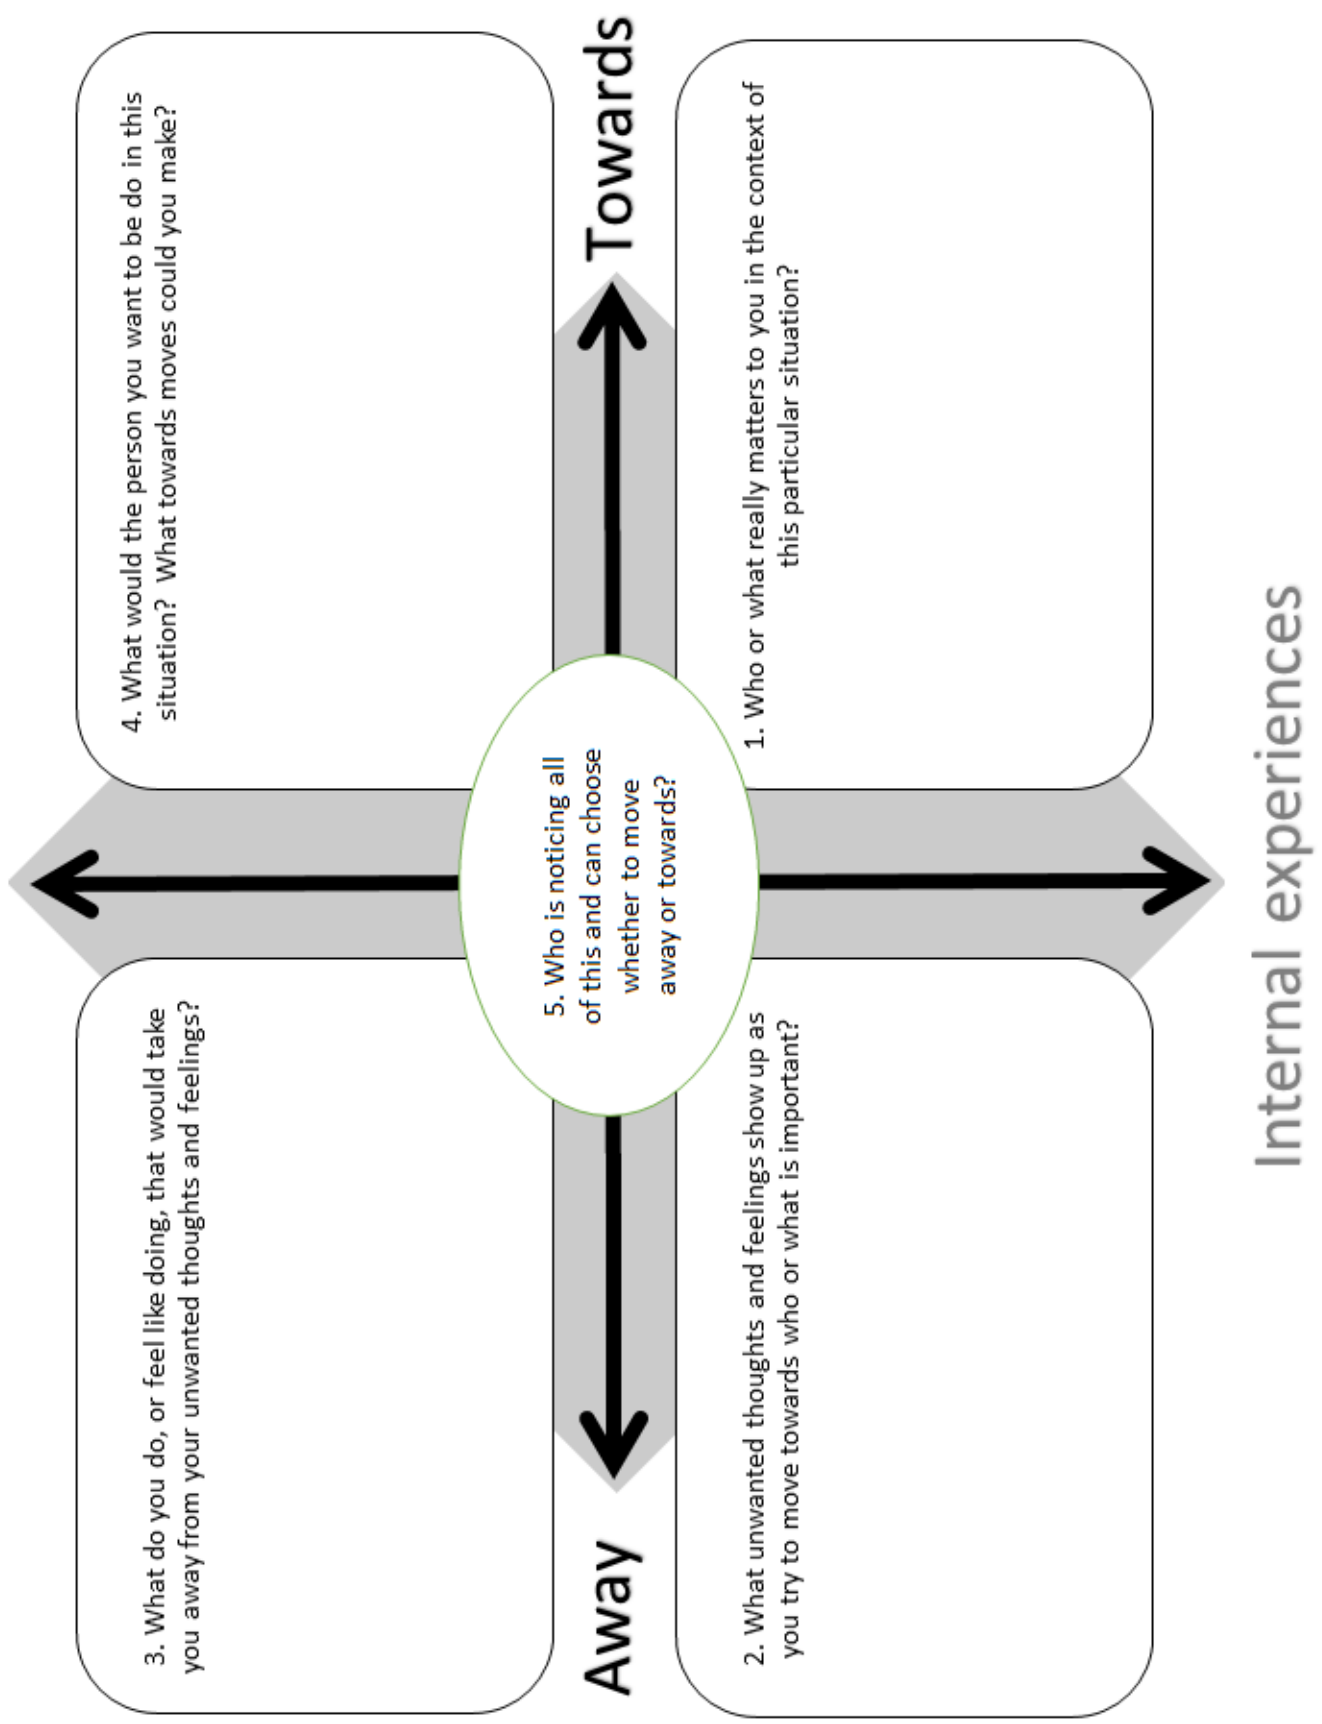 3. What do you do, or feel like doing, that would take
you away from your unwanted thoughts and feelings?
4. What would the person you want to be do in this
situation? What towards moves could you make?
Away
5. Who is noticing all
of this and can choose
whether to move
away or towards?
Towards
2. What unwanted thoughts and feelings show up as
you try to move towards who or what is important?
1. Who or what really matters to you in the context of
this particular situation?
Internal experiences